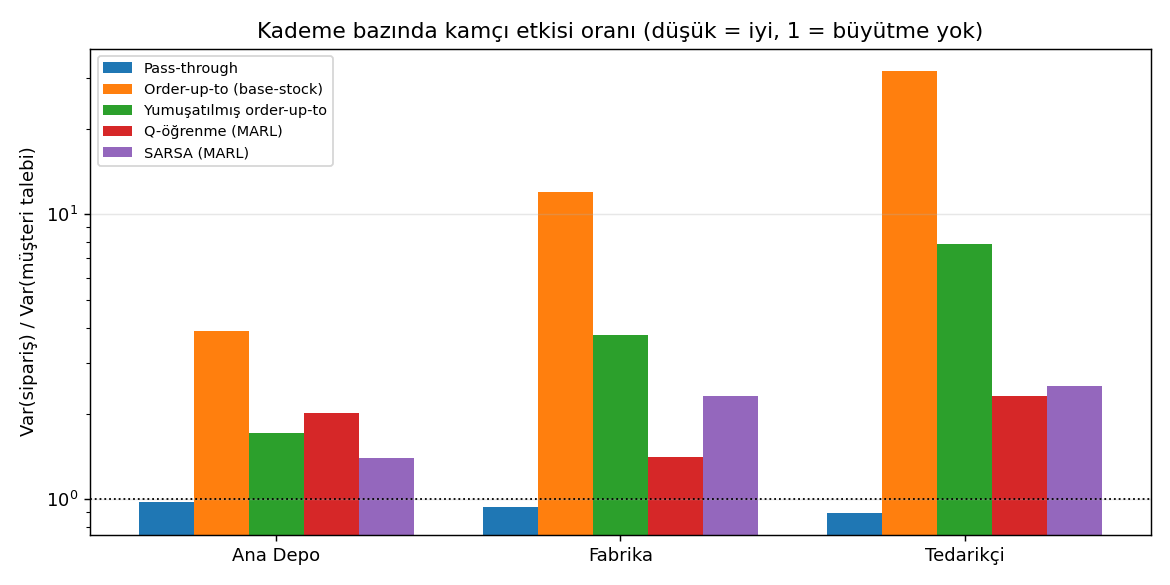 Kademe bazında kamçı etkisi oranı (düşük = iyi, 1 = büyütme yok)
Var(sipariş) / Var(müşteri talebi)
Pass-through
Order-up-to (base-stock)
Yumuşatılmış order-up-to
Q-öğrenme (MARL)
SARSA (MARL)
10¹
10⁰
Ana Depo
Fabrika
Tedarikçi